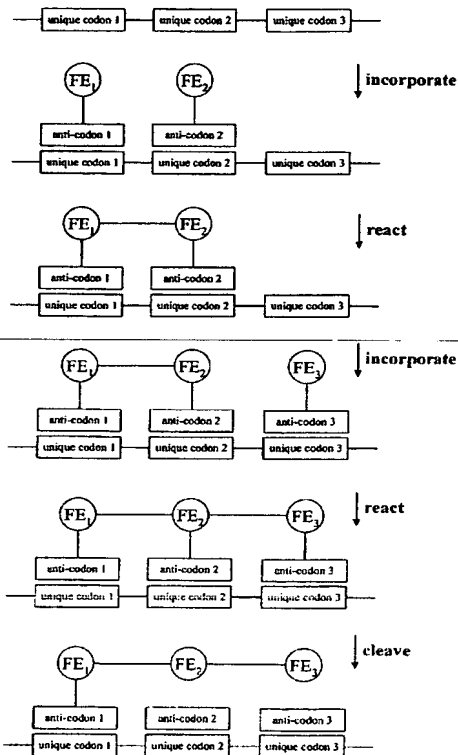 unique codon 1 unique codon 2 unique codon 3
incorporate
FE1 FE2
anti-codon 1 anti-codon 2
unique codon 1 unique codon 2 unique codon 3
react
FE1 FE2
anti-codon 1 anti-codon 2
unique codon 1 unique codon 2 unique codon 3
incorporate
FE1 FE2 FE3
anti-codon 1 anti-codon 2 anti-codon 3
unique codon 1 unique codon 2 unique codon 3
react
FE1 FE2 FE3
anti-codon 1 anti-codon 2 anti-codon 3
unique codon 1 unique codon 2 unique codon 3
cleave
FE1 FE2 FE3
anti-codon 1 anti-codon 2 anti-codon 3
unique codon 1 unique codon 2 unique codon 3